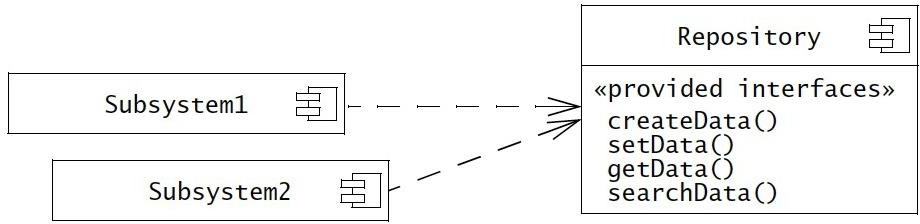 Repository
«provided interfaces»
createData()
setData()
getData()
searchData()
Subsystem1
Subsystem2